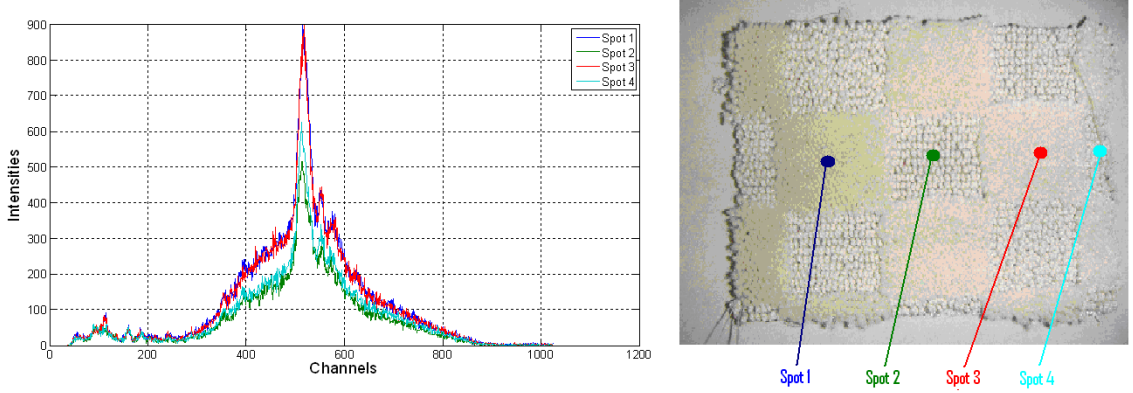 900
800
700
600
500
400
300
200
100
0
0 200 400 600 800 1000 1200
Intensities
Channels
Spot 1
Spot 2
Spot 3
Spot 4
Spot 1 Spot 2 Spot 3 Spot 4